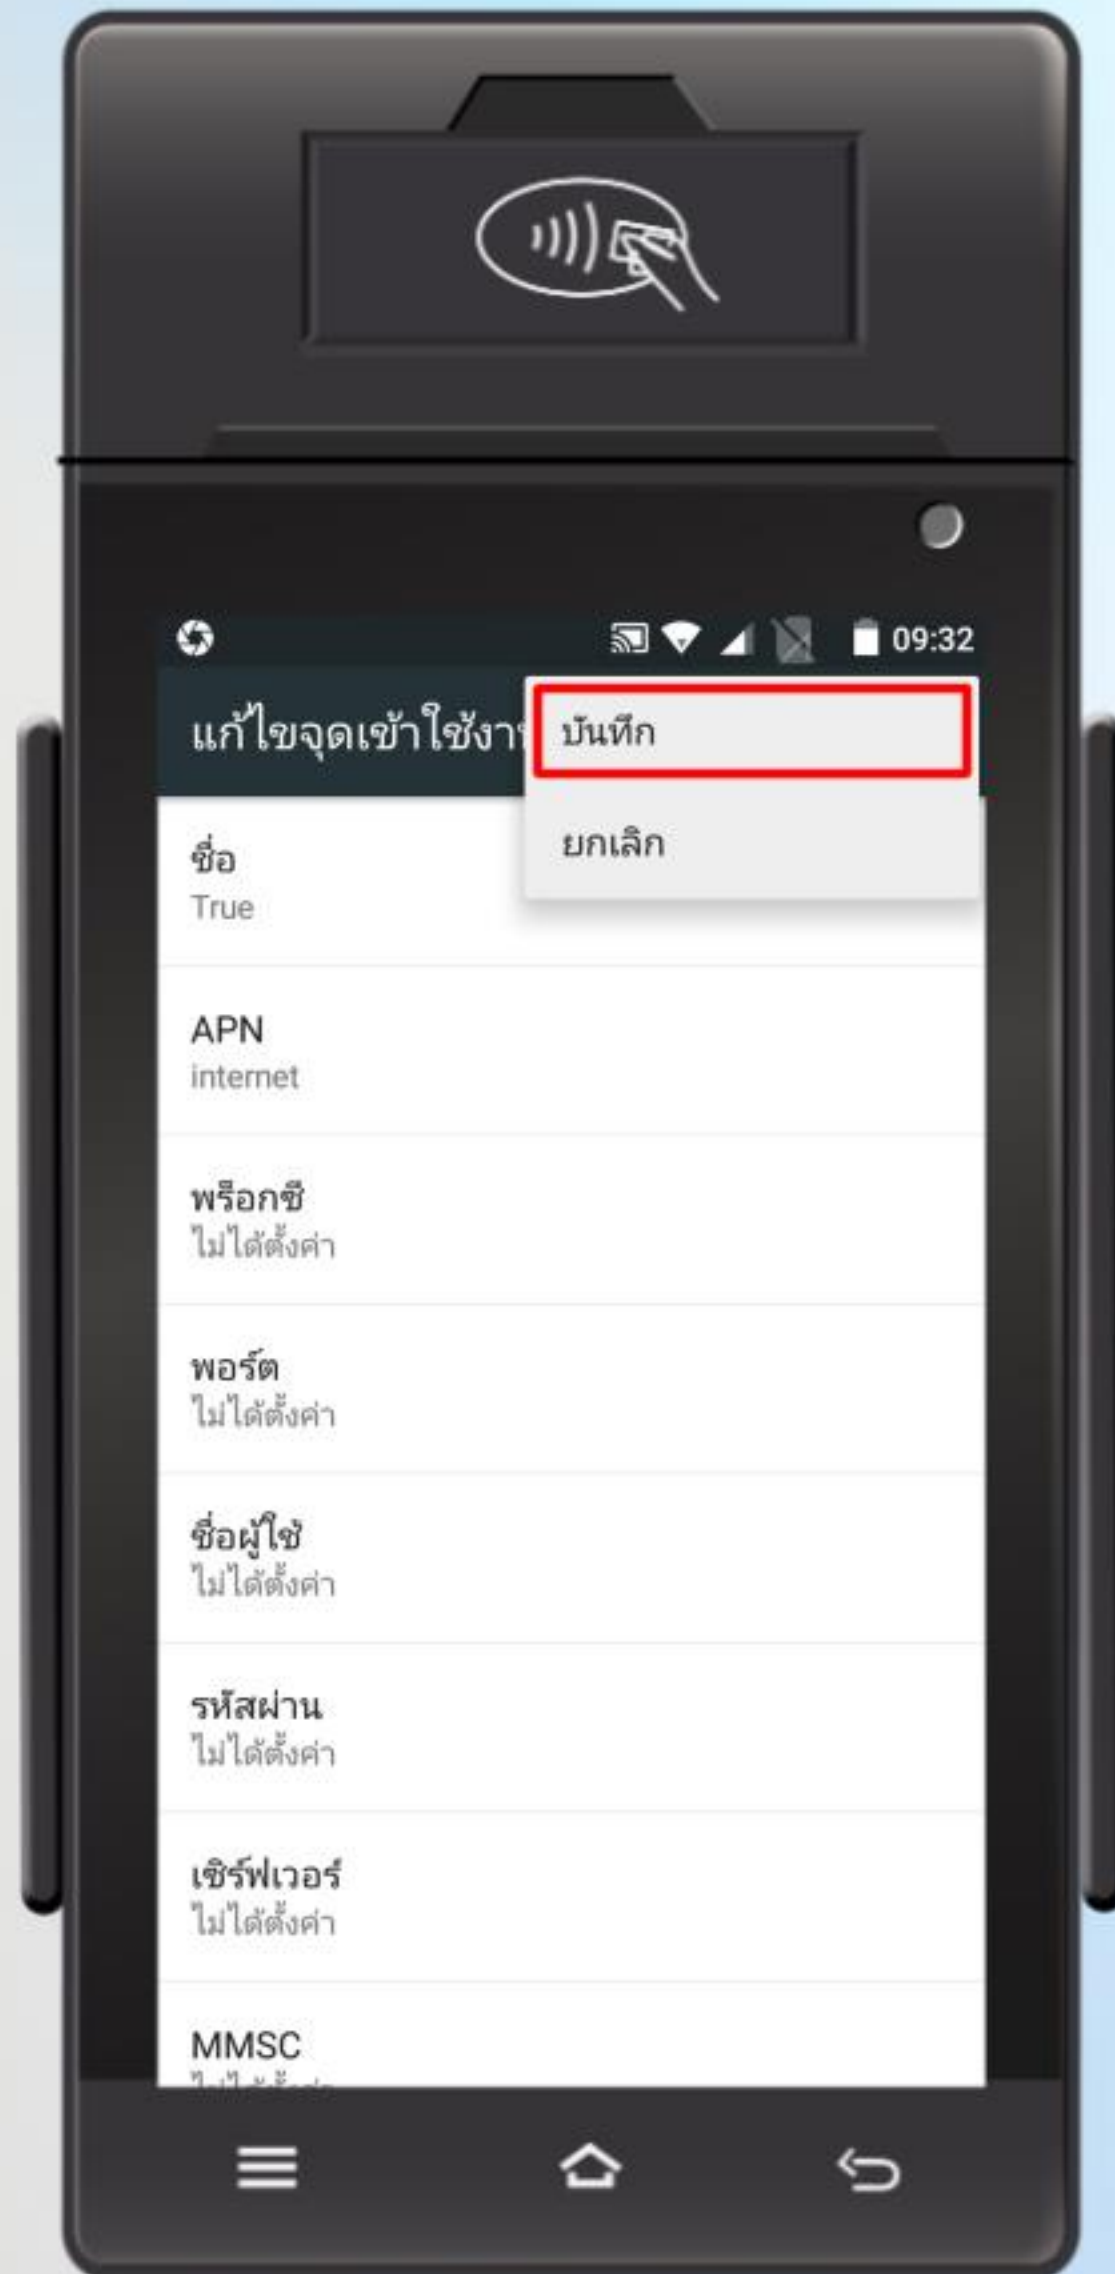 09:32
แก้ไขจุดเข้าใช้งา
บันทึก
ยกเลิก
ชื่อ
True
APN
internet
พร็อกซี
ไม่ได้ตั้งค่า
พอร์ต
ไม่ได้ตั้งค่า
ชื่อผู้ใช้
ไม่ได้ตั้งค่า
รหัสผ่าน
ไม่ได้ตั้งค่า
เซิร์ฟเวอร์
ไม่ได้ตั้งค่า
MMSC